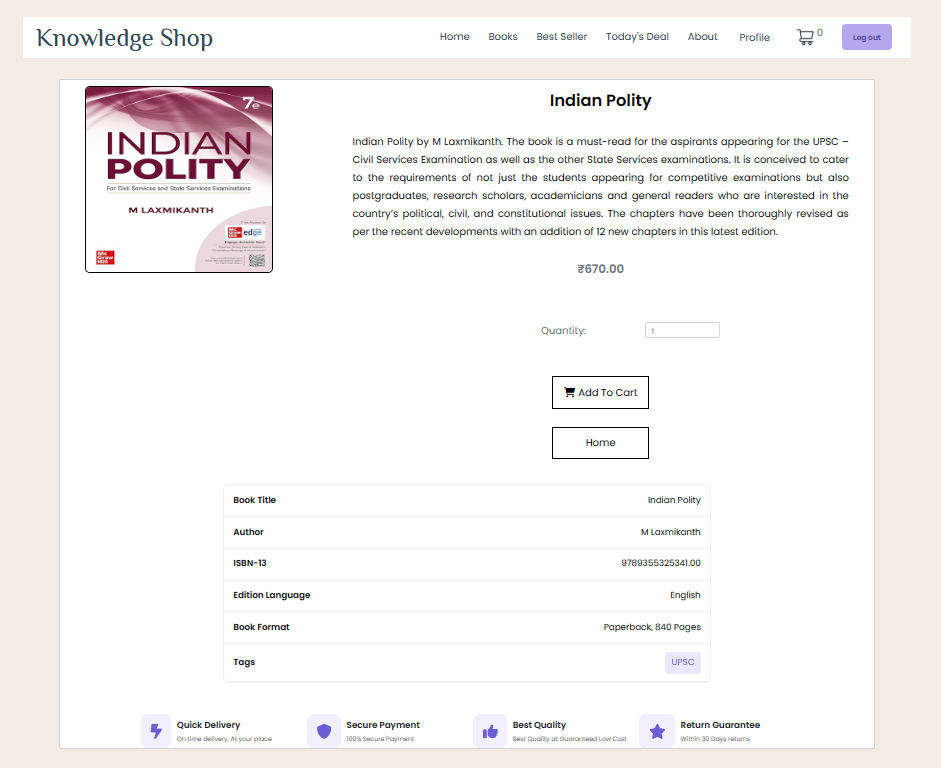 Knowledge Shop
Home Books Best Seller Today's Deal About Profile 0 Log out
7e
INDIAN
POLITY
For Civil Services and State Services Examinations
M LAXMIKANTH
Mc
Graw
Hill
edge
Indian Polity
Indian Polity by M Laxmikanth. The book is a must-read for the aspirants appearing for the UPSC –
Civil Services Examination as well as the other State Services examinations. It is conceived to cater
to the requirements of not just the students appearing for competitive examinations but also
postgraduates, research scholars, academicians and general readers who are interested in the
country's political, civil, and constitutional issues. The chapters have been thoroughly revised as
per the recent developments with an addition of 12 new chapters in this latest edition.
₹670.00
Quantity: 1
Add To Cart
Home
Book Title Indian Polity
Author M Laxmikanth
ISBN-13 9789355325341.00
Edition Language English
Book Format Paperback, 840 Pages
Tags UPSC
Quick Delivery
On time delivery, At your place
Secure Payment
100% Secure Payment
Best Quality
Best Quality at Guaranteed Low Cost
Return Guarantee
Within 30 Days returns